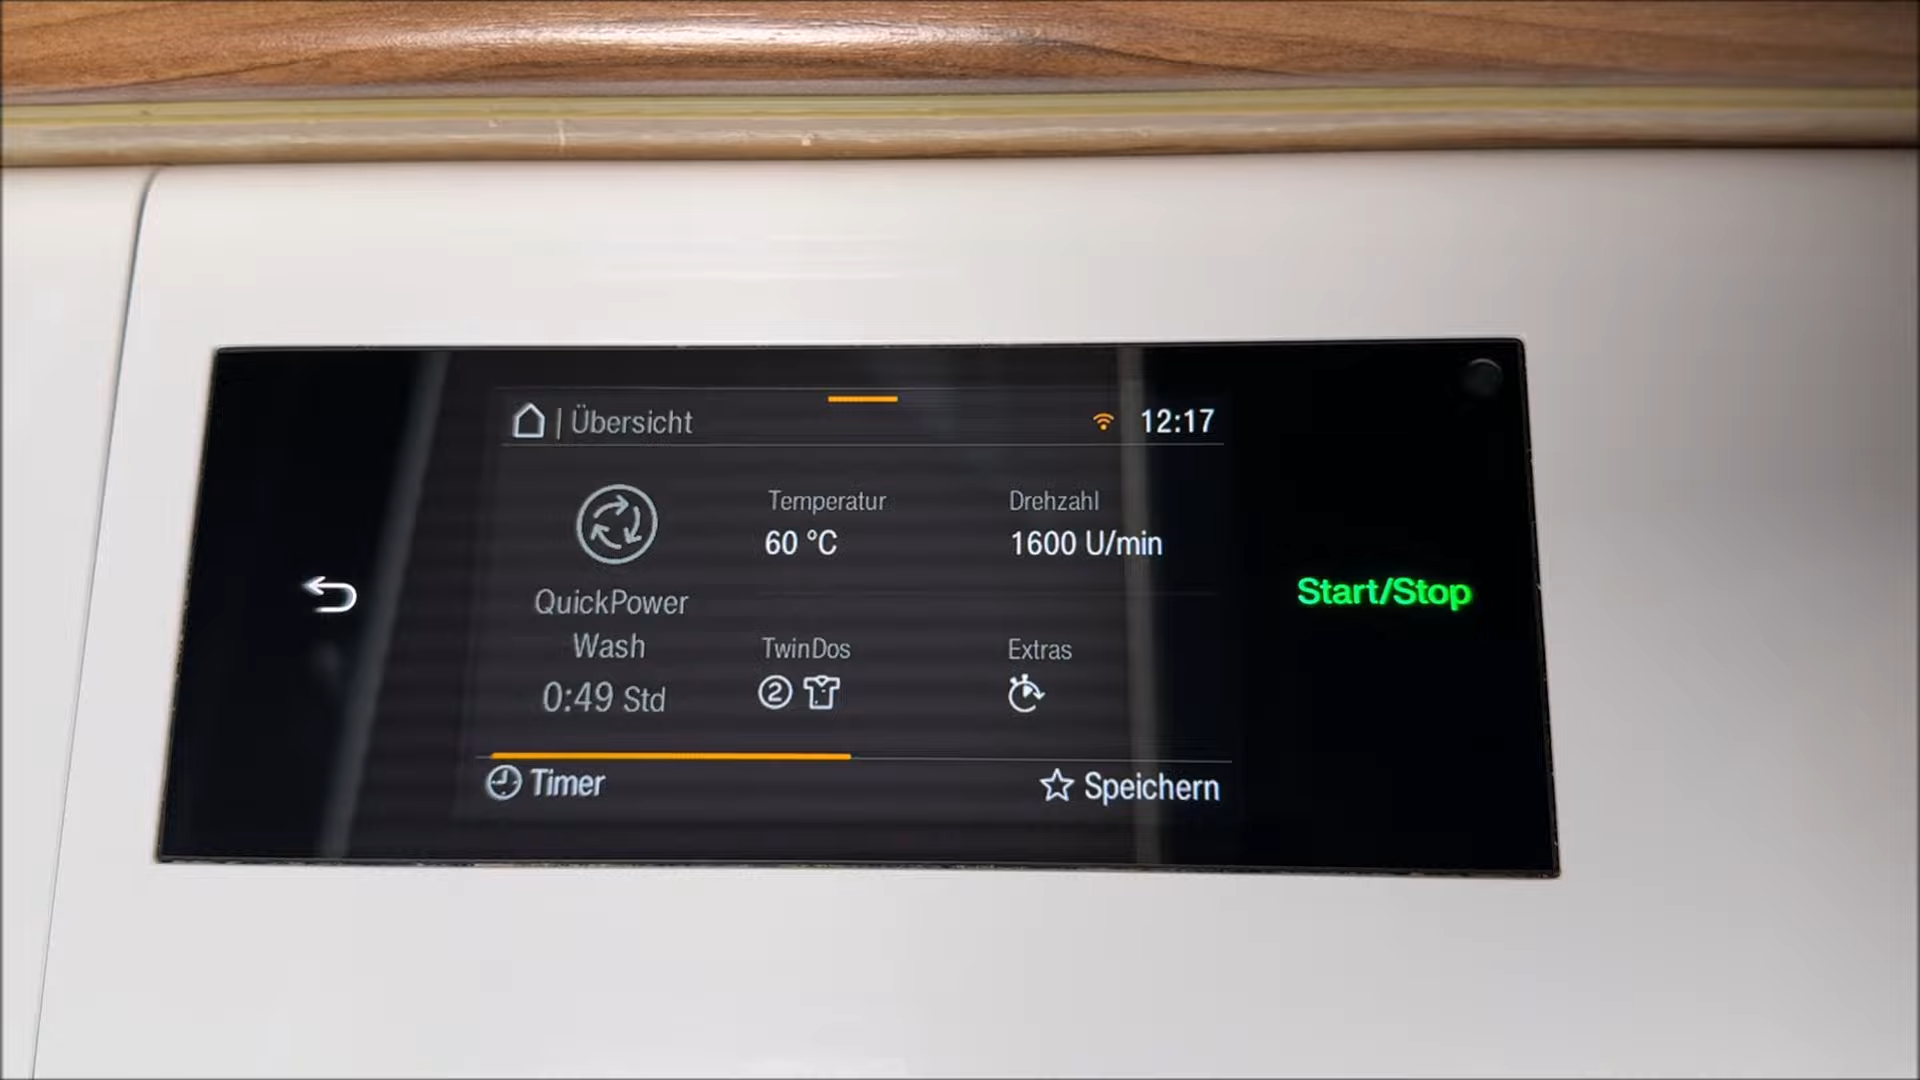 | Übersicht
12:17
Temperatur
Drehzahl
60 °C
1600 U/min
QuickPower
Wash
0:49 Std
TwinDos
Extras
2
Start/Stop
Timer
Speichern